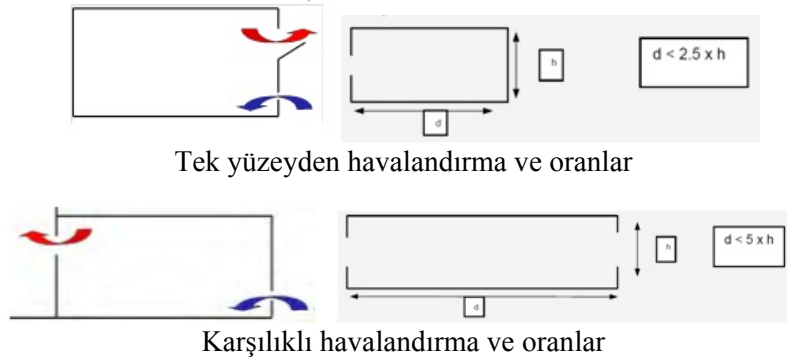 h
d < 2.5 x h
d
Tek yüzeyden havalandırma ve oranlar
h
d < 5 x h
d
Karşılıklı havalandırma ve oranlar